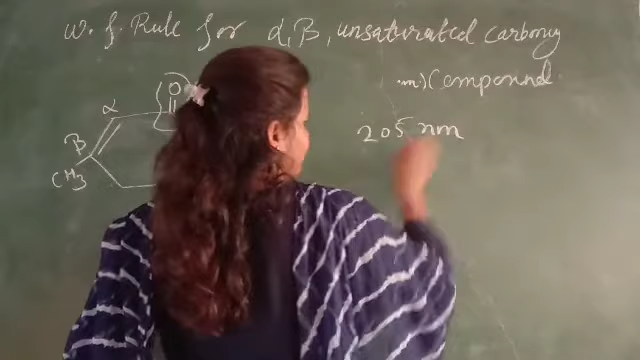 W.f. Rule for α,β, unsaturated carbony
m) Compound.
O
α
β
CH3
205 nm